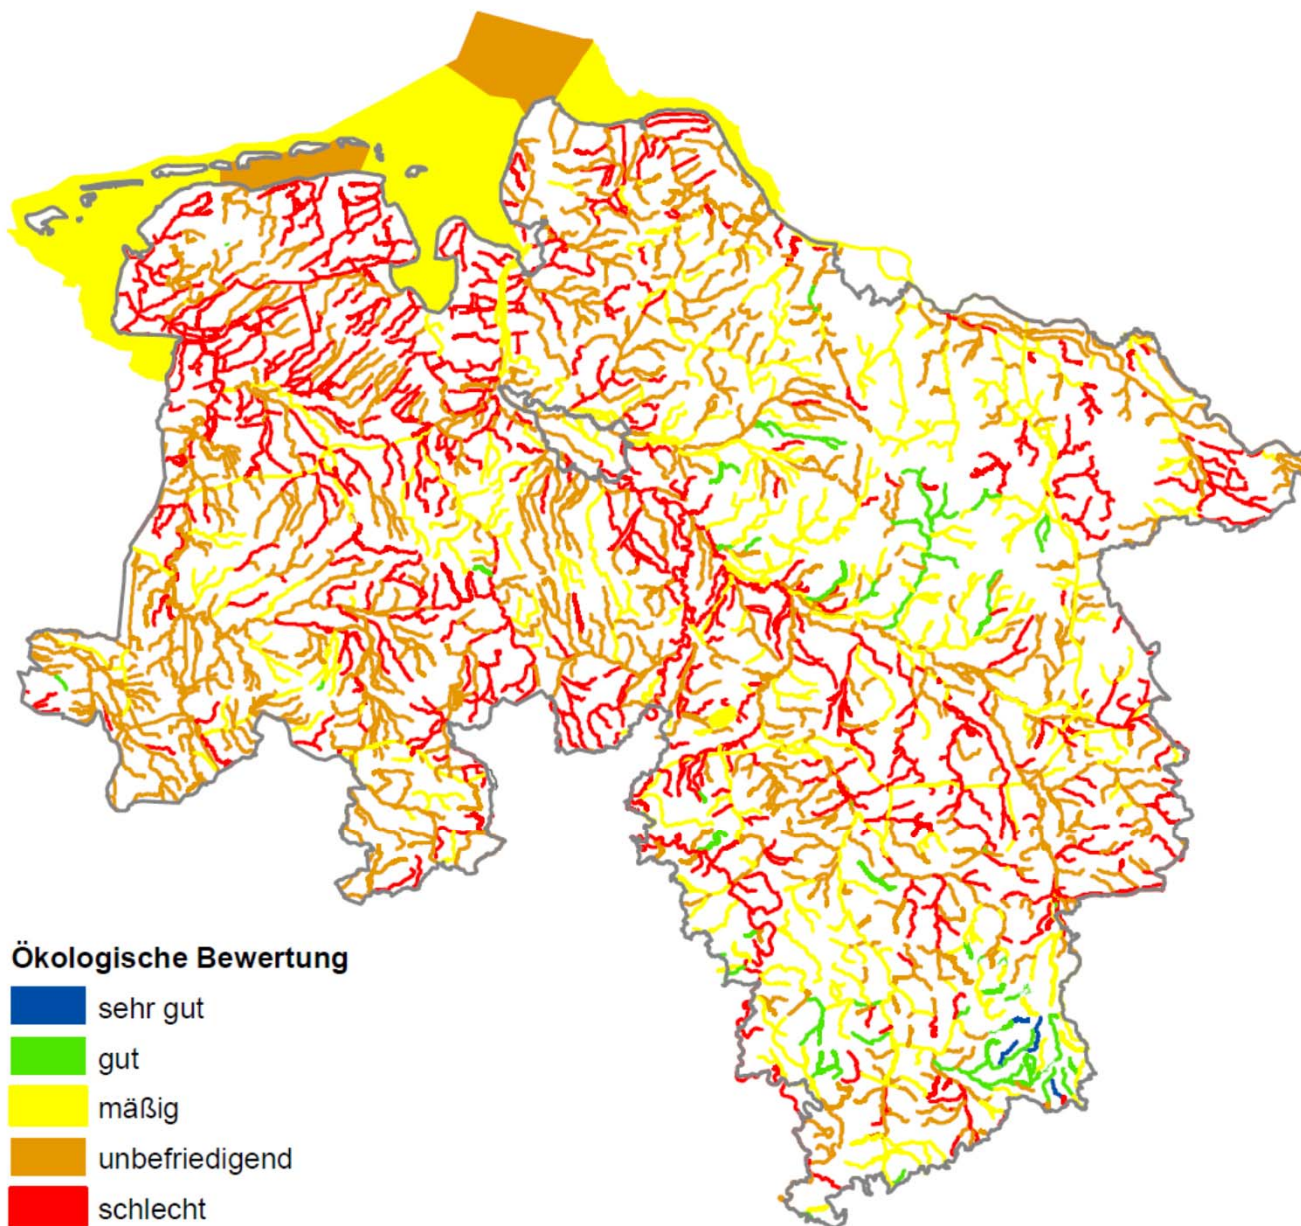 Ökologische Bewertung
sehr gut
gut
mäßig
unbefriedigend
schlecht